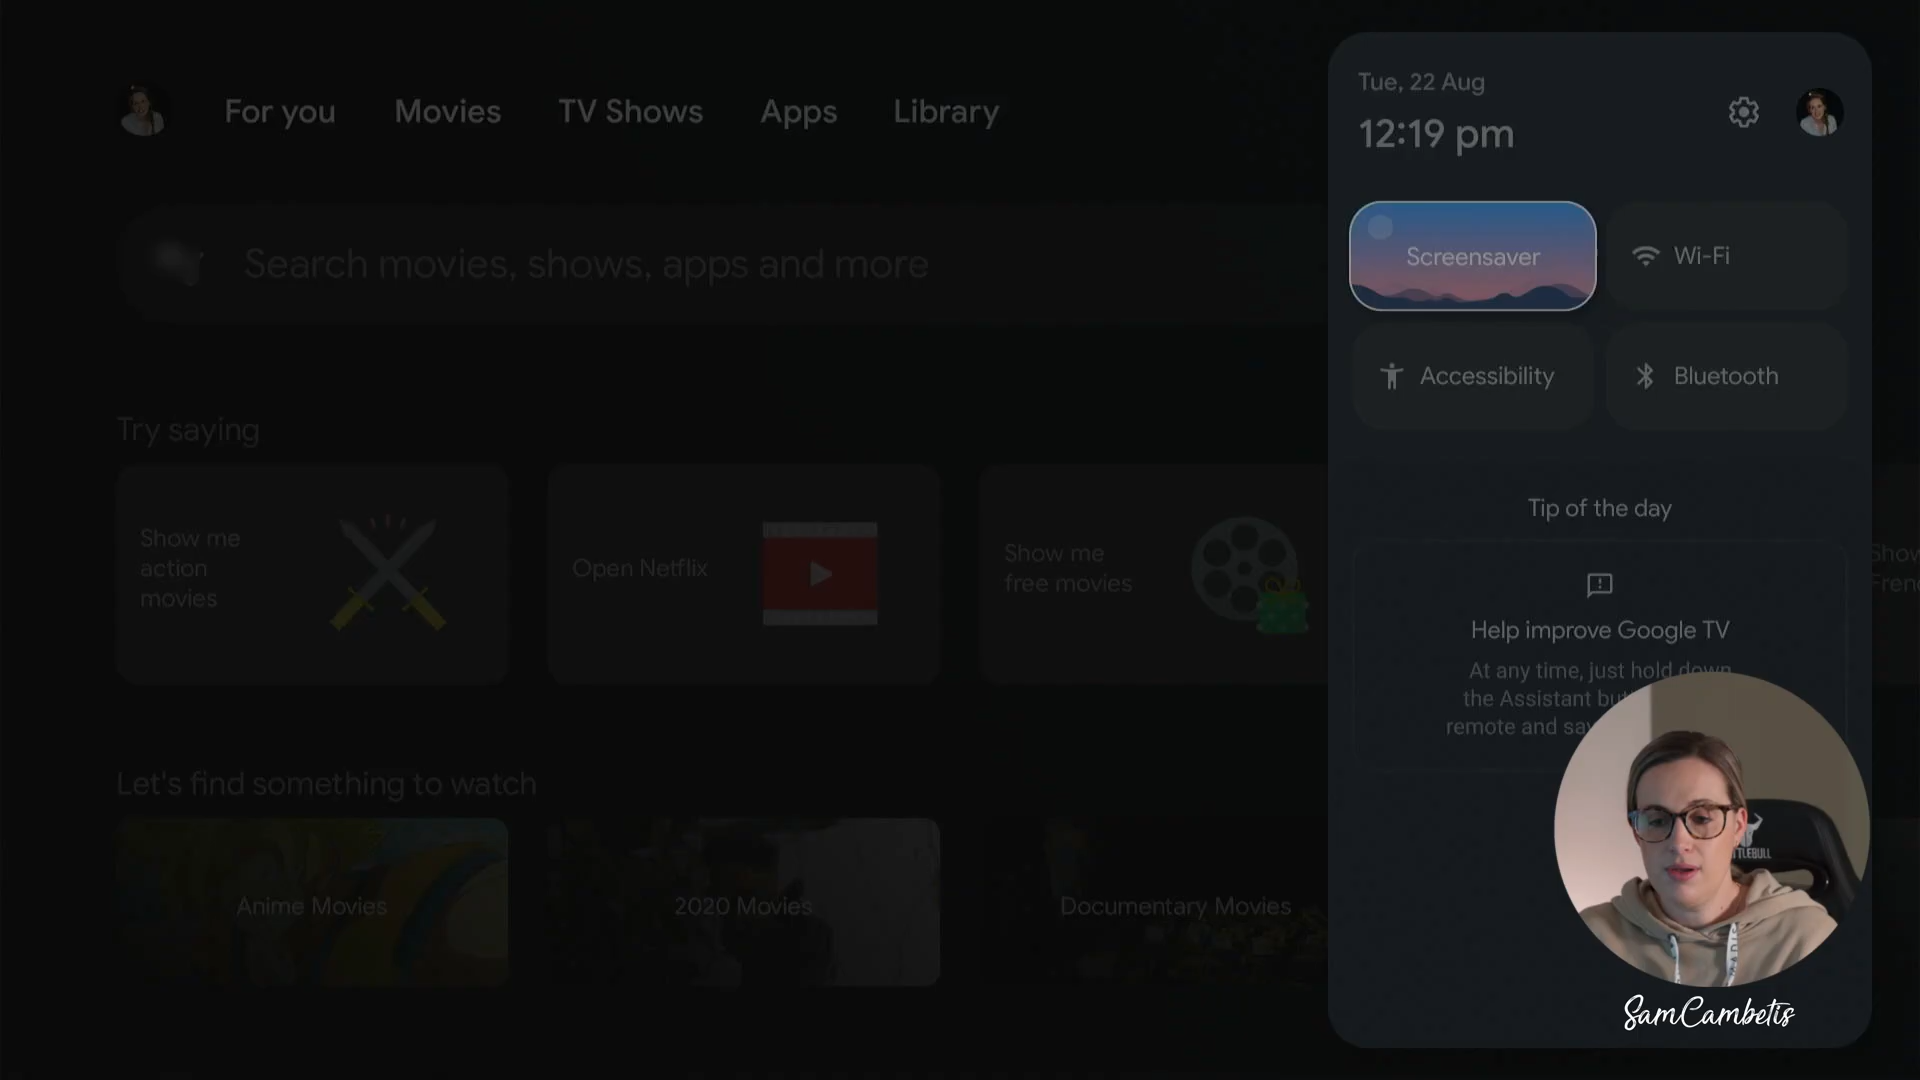 For you
Movies
TV Shows
Apps
Library
Search movies, shows, apps and more
Try saying
Show me
action
movies
Open Netflix
Show me
free movies
Show
Let's find something to watch
Anime Movies
2020 Movies
Documentary Movies
Tue, 22 Aug
12:19 pm
Screensaver
Wi-Fi
Accessibility
Bluetooth
Tip of the day
Help improve Google TV
At any time, just hold down
the Assistant
remote and say
SamCambetis